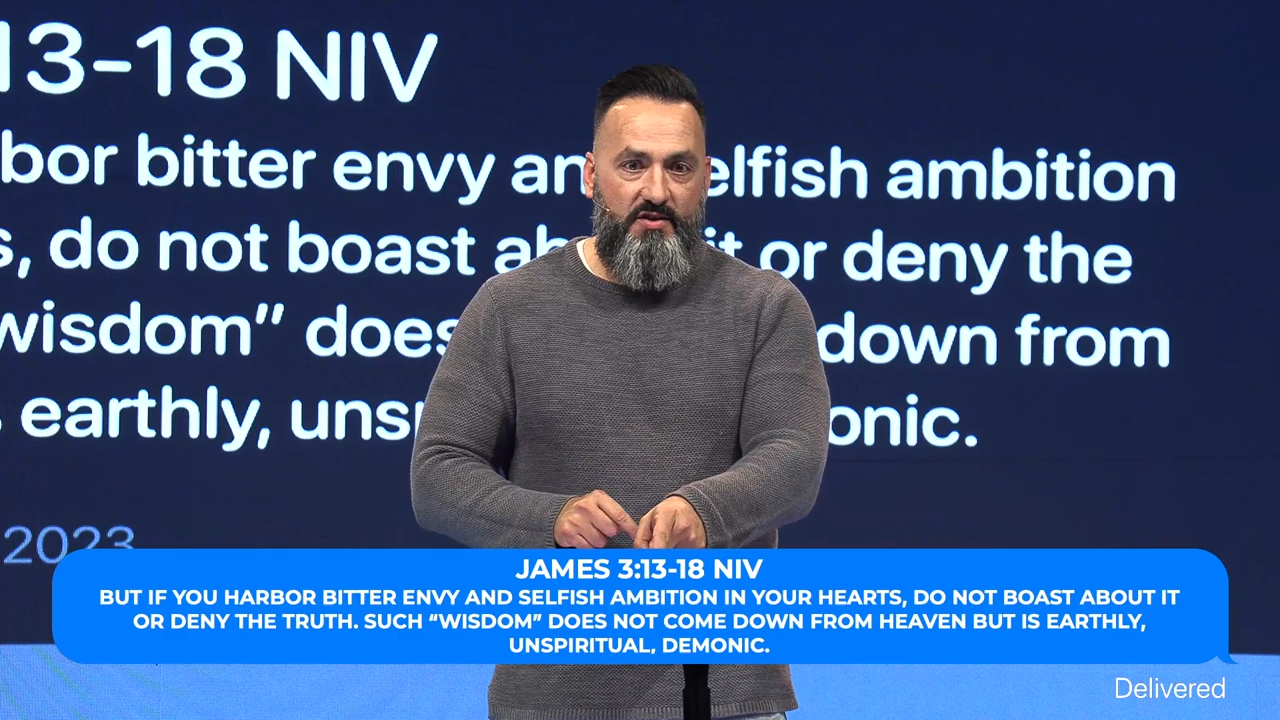 13-18 NIV
bor bitter envy an elfish ambition
s, do not boast ab it or deny the
wisdom” does down from
s earthly, unsp onic.
2023
JAMES 3:13-18 NIV
BUT IF YOU HARBOR BITTER ENVY AND SELFISH AMBITION IN YOUR HEARTS, DO NOT BOAST ABOUT IT
OR DENY THE TRUTH. SUCH “WISDOM” DOES NOT COME DOWN FROM HEAVEN BUT IS EARTHLY,
UNSPIRITUAL, DEMONIC.
Delivered